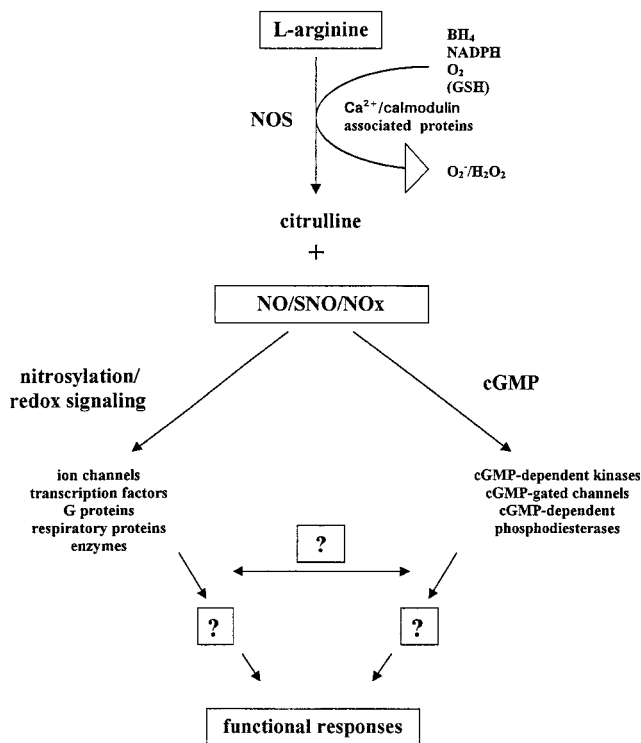 L-arginine
BH₄
NADPH
O₂
(GSH)
NOS
Ca²⁺/calmodulin
associated proteins
O₂⁻/H₂O₂
citrulline
+
NO/SNO/NOx
nitrosylation/
redox signaling
cGMP
ion channels
transcription factors
G proteins
respiratory proteins
enzymes
cGMP-dependent kinases
cGMP-gated channels
cGMP-dependent
phosphodiesterases
?
?
?
functional responses